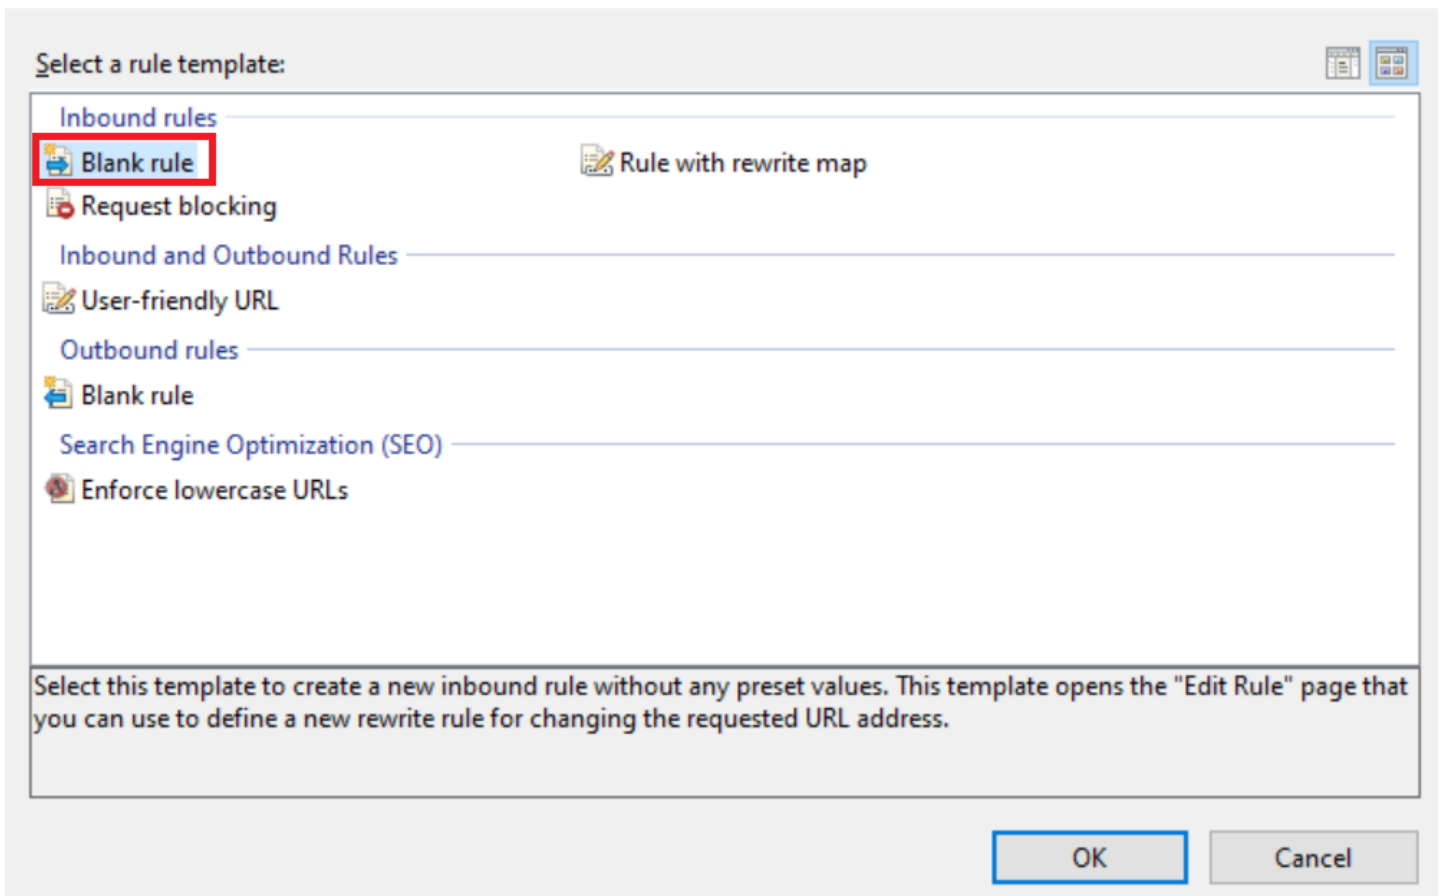 Select a rule template:
Inbound rules
Blank rule
Rule with rewrite map
Request blocking
Inbound and Outbound Rules
User-friendly URL
Outbound rules
Blank rule
Search Engine Optimization (SEO)
Enforce lowercase URLs
Select this template to create a new inbound rule without any preset values. This template opens the "Edit Rule" page that
you can use to define a new rewrite rule for changing the requested URL address.
OK
Cancel